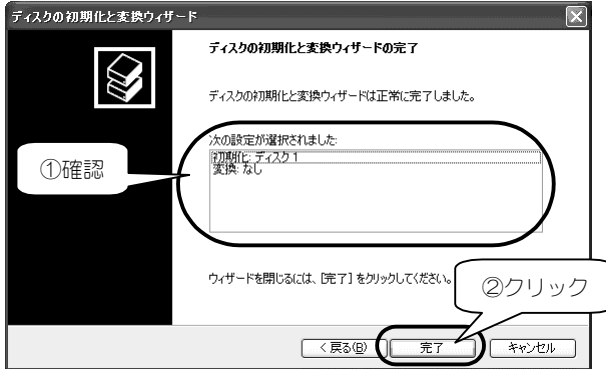 ディスクの初期化と変換ウィザード
ディスクの初期化と変換ウィザードの完了
ディスクの初期化と変換ウィザードは正常に完了しました。
次の設定が選択されました:
初期化: ディスク 1
変換: なし
①確認
ウィザードを閉じるには、[完了] をクリックしてください。
②クリック
< 戻る(B)
完了
キャンセル